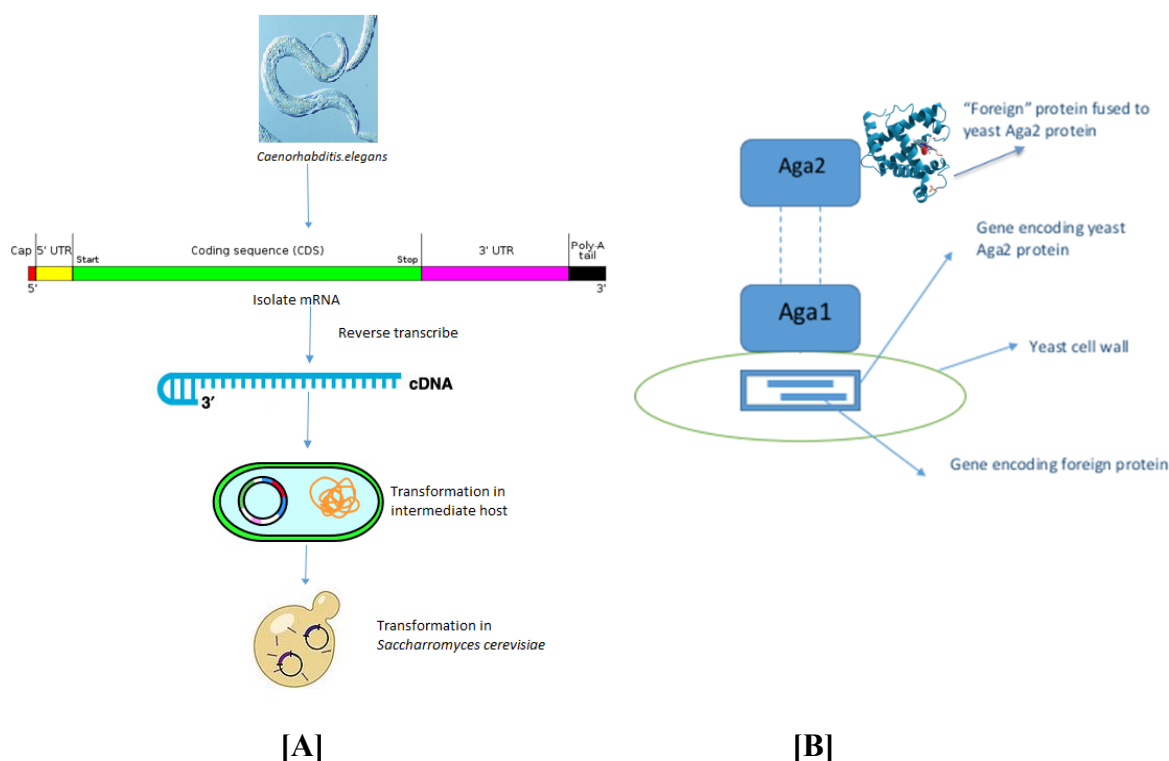 Caenorhabditis.elegans
Cap
5' UTR
Start
Coding sequence (CDS)
Stop
3' UTR
Poly-A
tail
5'
3'
Isolate mRNA
Reverse transcribe
cDNA
3'
Transformation in
intermediate host
Transformation in
Saccharromyces cerevisiae
[A]
Aga2
"Foreign" protein fused to
yeast Aga2 protein
Gene encoding yeast
Aga2 protein
Aga1
Yeast cell wall
Gene encoding foreign protein
[B]